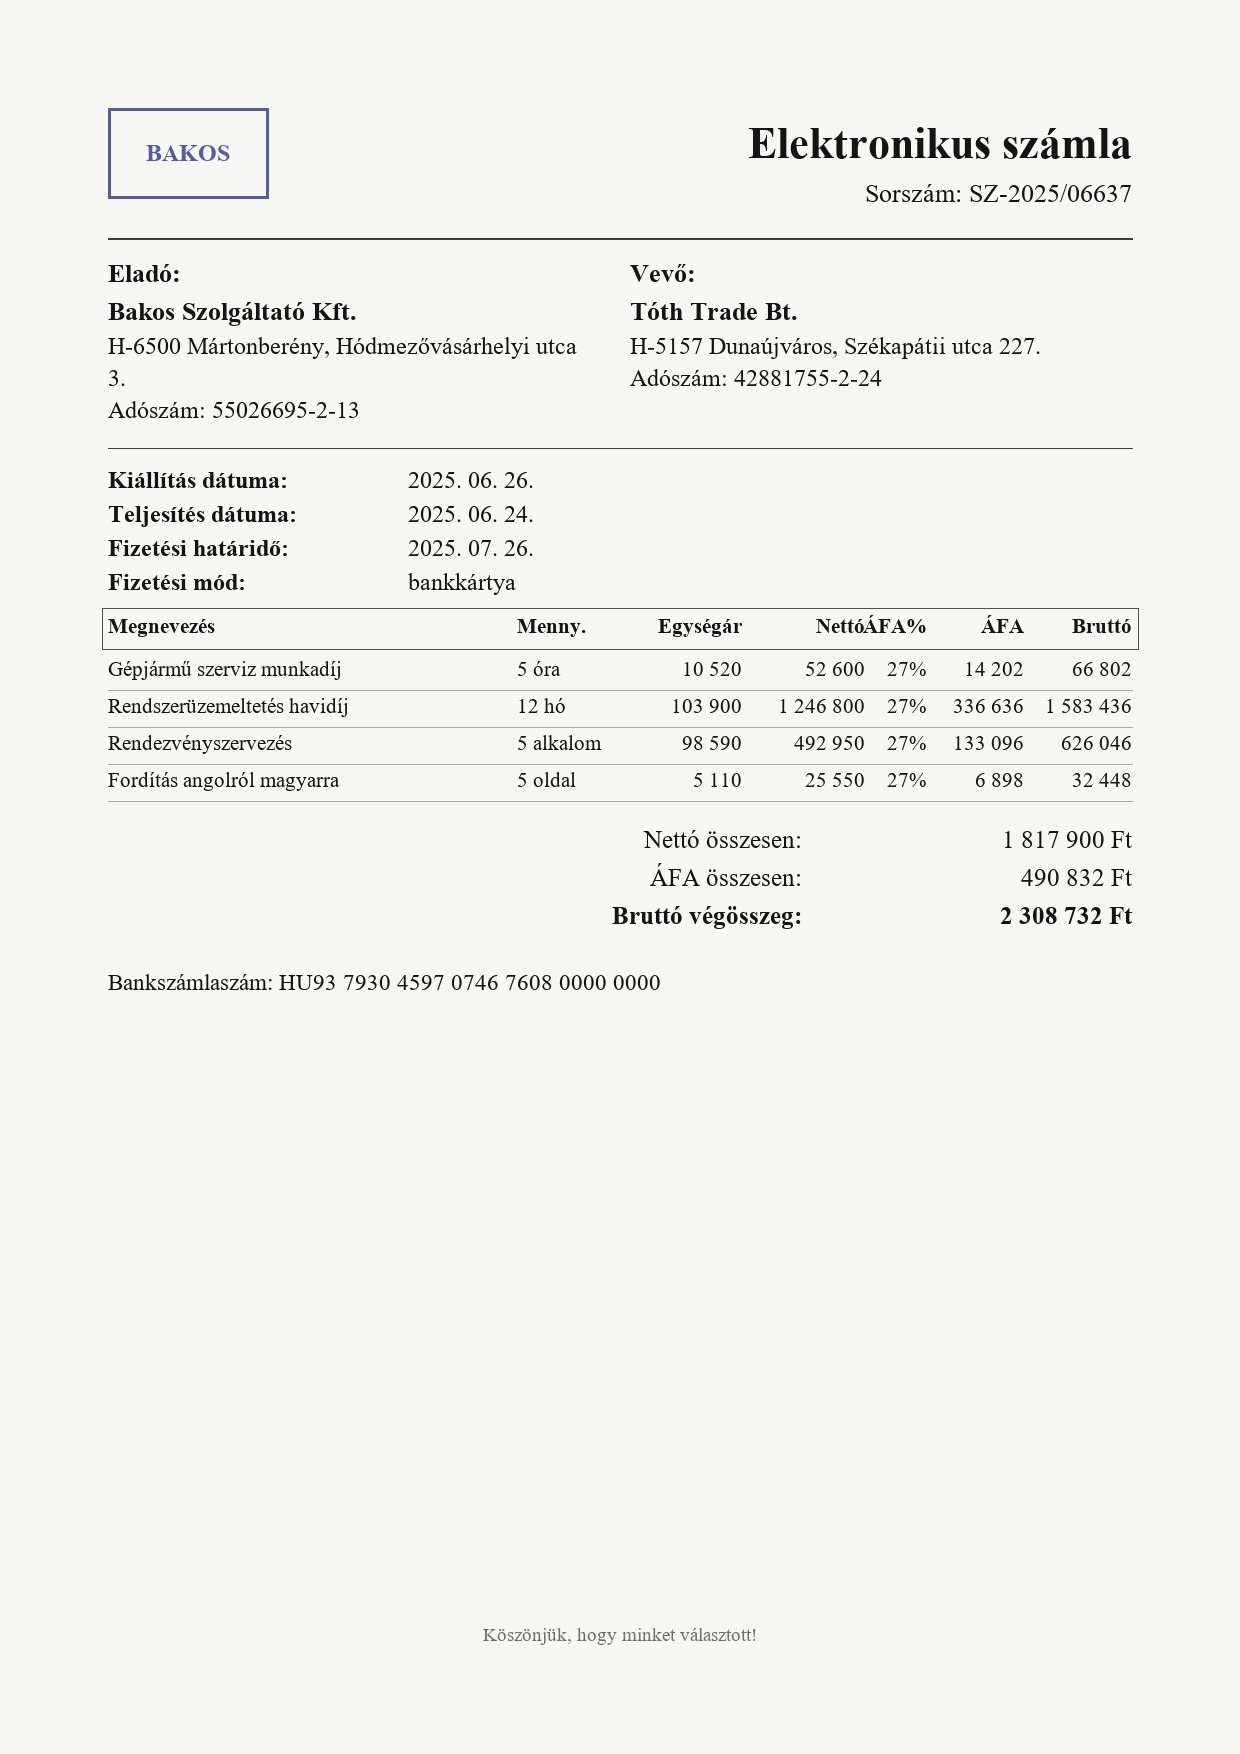 BAKOS
Elektronikus számla
Sorszám: SZ-2025/06637
Eladó:
Bakos Szolgáltató Kft.
H-6500 Mártonberény, Hódmezővásárhelyi utca
3.
Adószám: 55026695-2-13
Vevő:
Tóth Trade Bt.
H-5157 Dunaújváros, Székapátii utca 227.
Adószám: 42881755-2-24
Kiállítás dátuma: 2025. 06. 26.
Teljesítés dátuma: 2025. 06. 24.
Fizetési határidő: 2025. 07. 26.
Fizetési mód: bankkártya
Megnevezés Menny. Egységár Nettó ÁFA% ÁFA Bruttó
Gépjármű szerviz munkadíj 5 óra 10 520 52 600 27% 14 202 66 802
Rendszerüzemeltetés havidíj 12 hó 103 900 1 246 800 27% 336 636 1 583 436
Rendezvényszervezés 5 alkalom 98 590 492 950 27% 133 096 626 046
Fordítás angolról magyarra 5 oldal 5 110 25 550 27% 6 898 32 448
Nettó összesen: 1 817 900 Ft
ÁFA összesen: 490 832 Ft
Bruttó végösszeg: 2 308 732 Ft
Bankszámlaszám: HU93 7930 4597 0746 7608 0000 0000
Köszönjük, hogy minket választott!